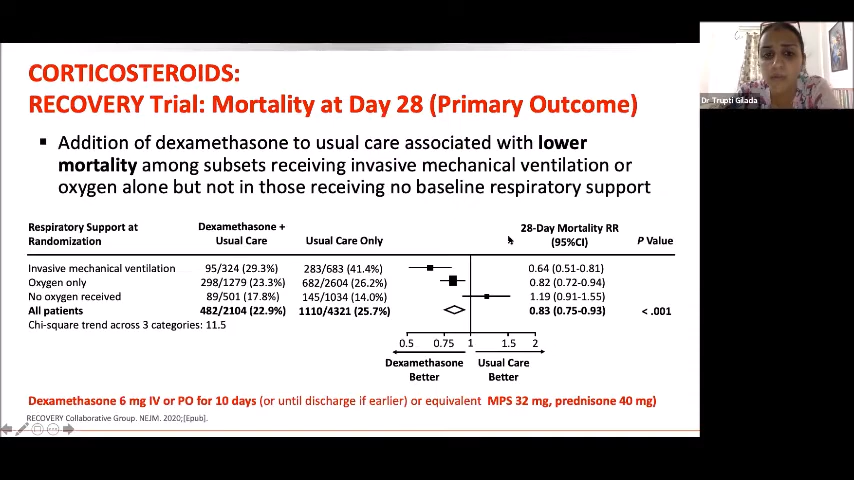 CORTICOSTEROIDS:
RECOVERY Trial: Mortality at Day 28 (Primary Outcome)
Dr Trupti Gilada
▪ Addition of dexamethasone to usual care associated with lower
mortality among subsets receiving invasive mechanical ventilation or
oxygen alone but not in those receiving no baseline respiratory support
Respiratory Support at Randomization Dexamethasone + Usual Care Usual Care Only 28-Day Mortality RR (95%CI) P Value
Invasive mechanical ventilation 95/324 (29.3%) 283/683 (41.4%) 0.64 (0.51-0.81)
Oxygen only 298/1279 (23.3%) 682/2604 (26.2%) 0.82 (0.72-0.94)
No oxygen received 89/501 (17.8%) 145/1034 (14.0%) 1.19 (0.91-1.55)
All patients 482/2104 (22.9%) 1110/4321 (25.7%) 0.83 (0.75-0.93) < .001
Chi-square trend across 3 categories: 11.5
0.5 0.75 1 1.5 2
Dexamethasone Better Usual Care Better
Dexamethasone 6 mg IV or PO for 10 days (or until discharge if earlier) or equivalent MPS 32 mg, prednisone 40 mg)
RECOVERY Collaborative Group. NEJM. 2020;[Epub].